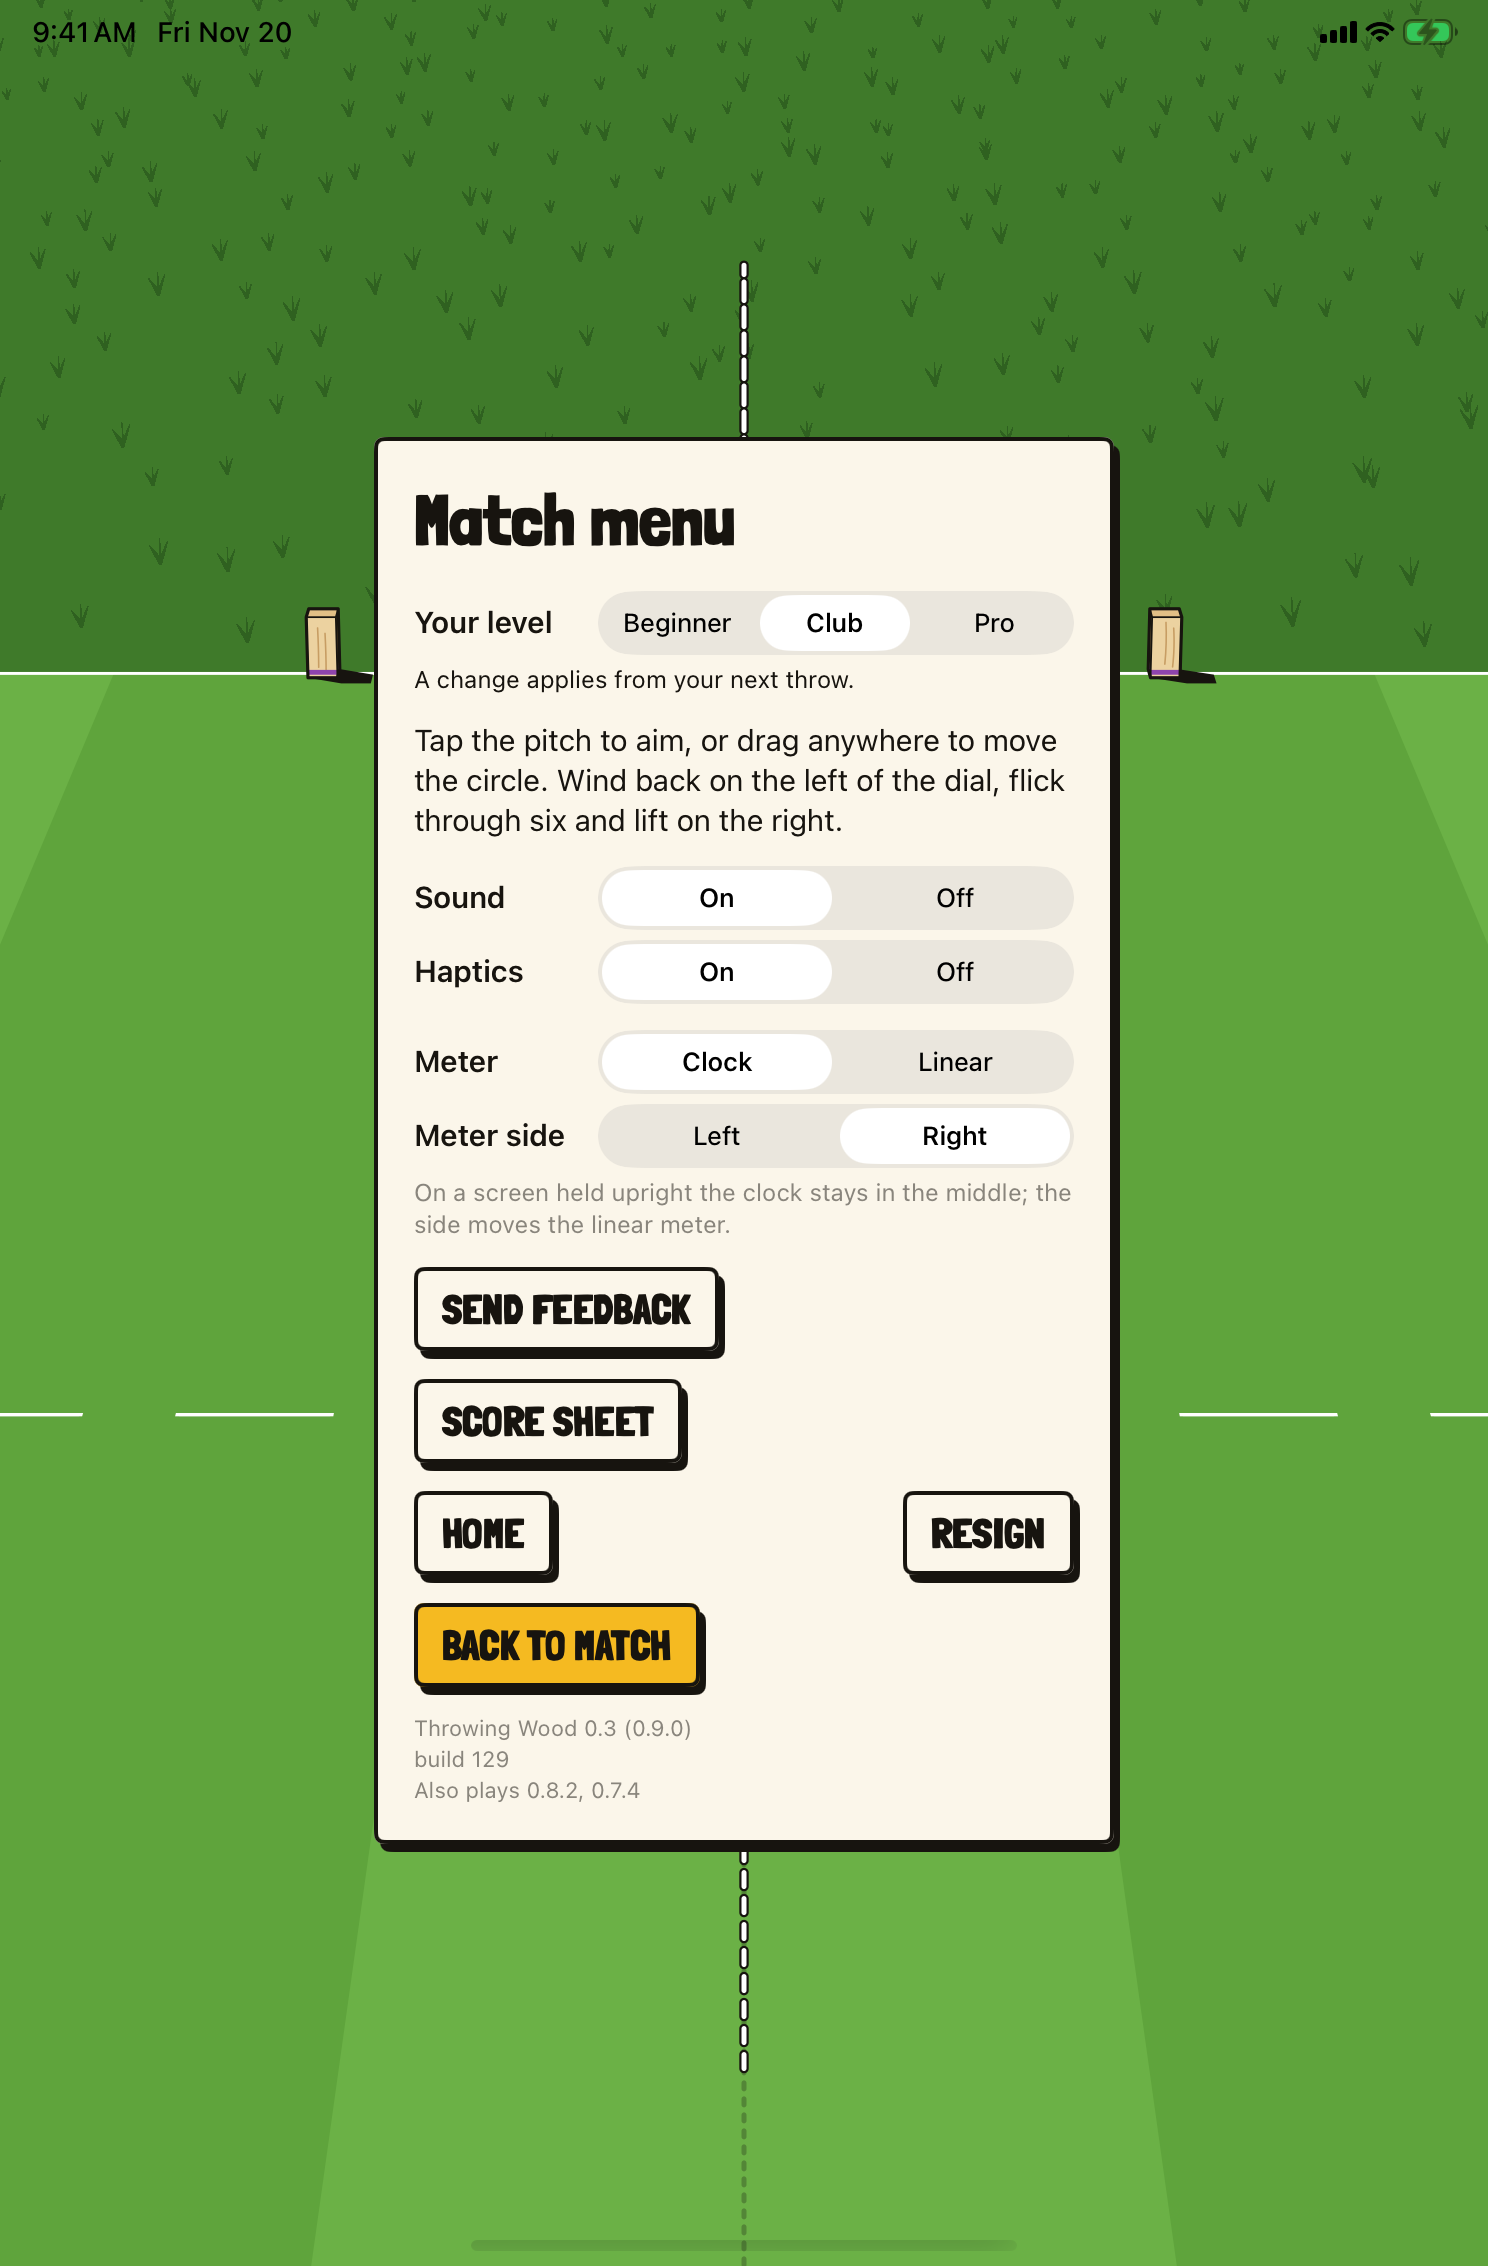 9:41 AM Fri Nov 20
Match menu
Your level Beginner Club Pro
A change applies from your next throw.
Tap the pitch to aim, or drag anywhere to move
the circle. Wind back on the left of the dial, flick
through six and lift on the right.
Sound On Off
Haptics On Off
Meter Clock Linear
Meter side Left Right
On a screen held upright the clock stays in the middle; the
side moves the linear meter.
SEND FEEDBACK
SCORE SHEET
HOME RESIGN
BACK TO MATCH
Throwing Wood 0.3 (0.9.0)
build 129
Also plays 0.8.2, 0.7.4